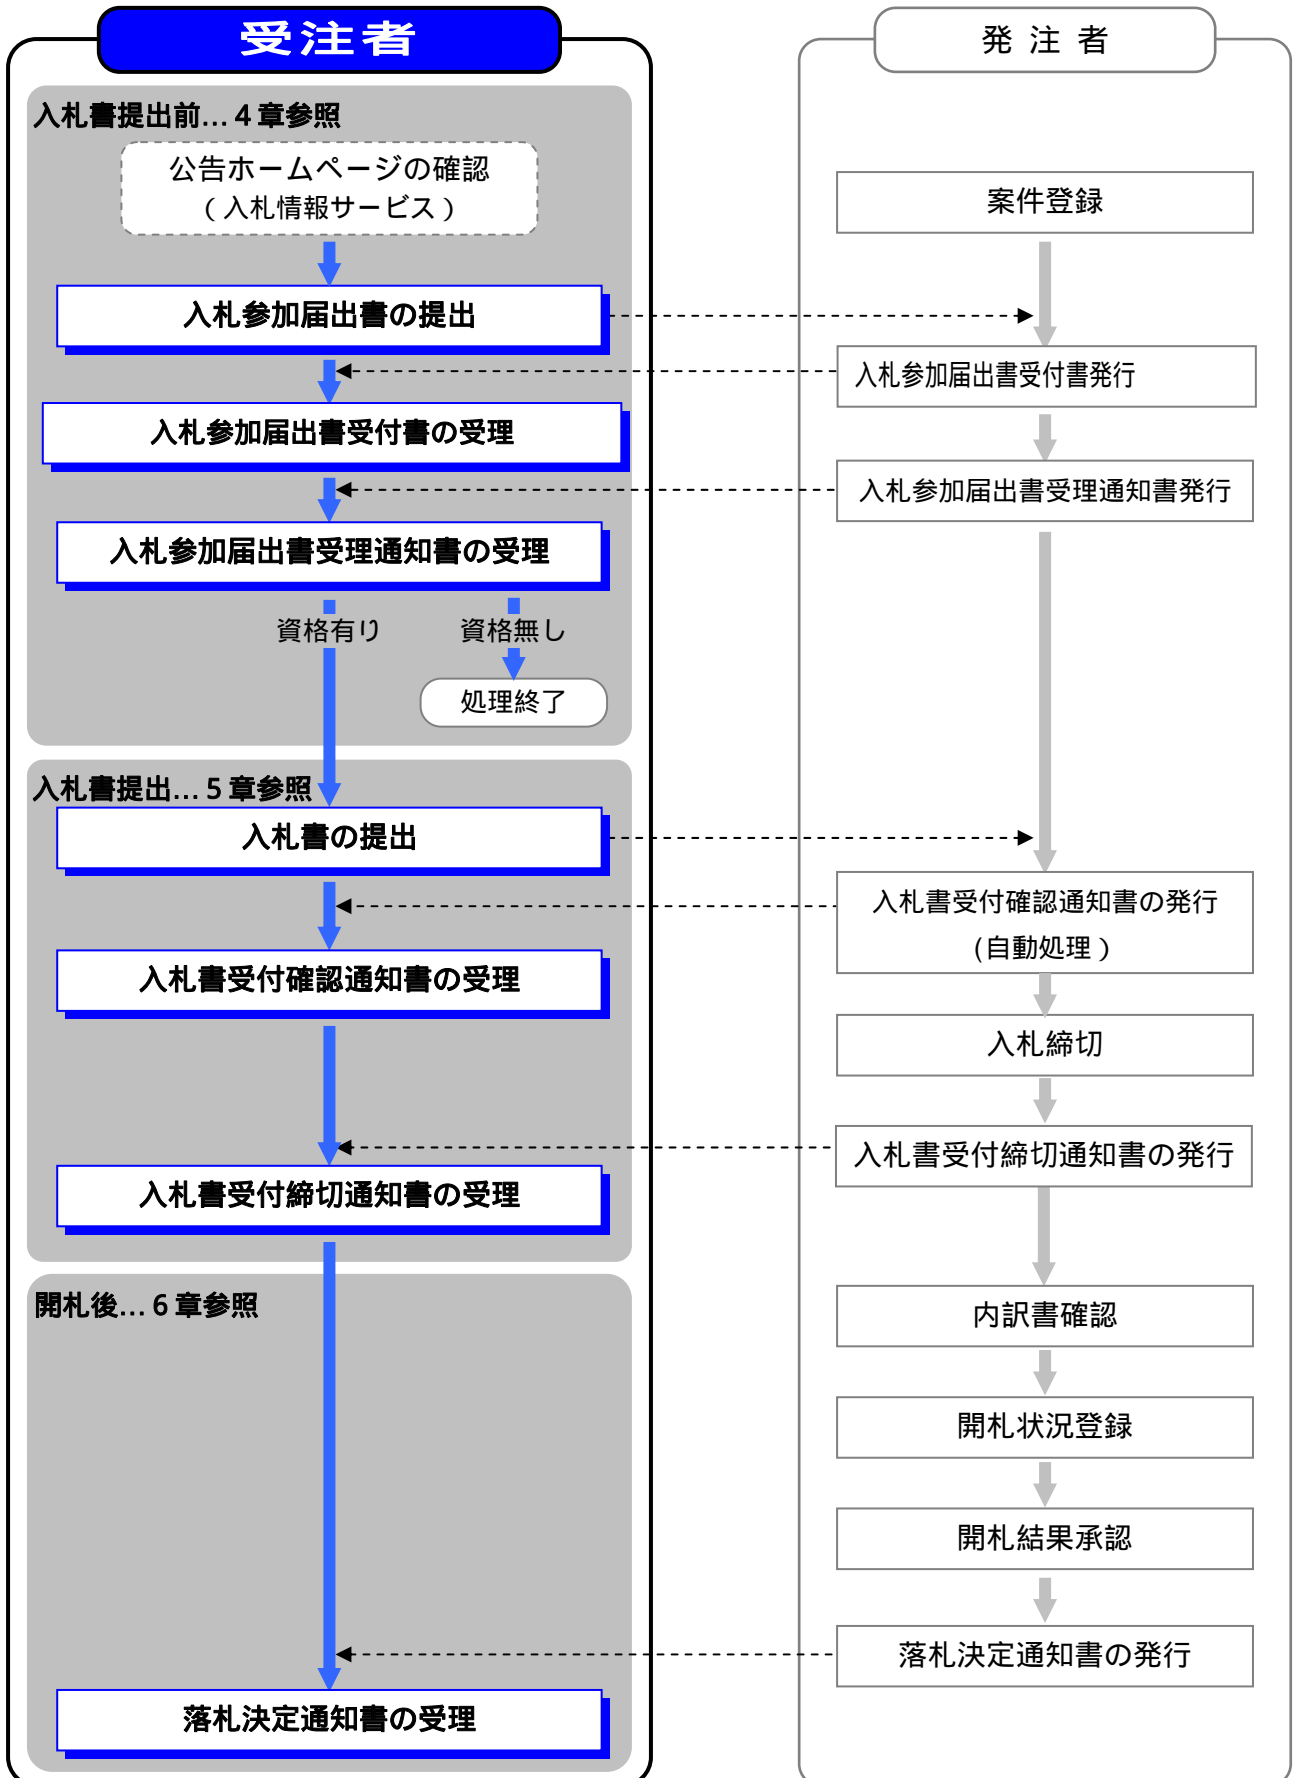 受注者
入札書提出前…４章参照
公告ホームページの確認
（入札情報サービス）
入札参加届出書の提出
入札参加届出書受付書の受理
入札参加届出書受理通知書の受理
資格有り
資格無し
処理終了
入札書提出…５章参照
入札書の提出
入札書受付確認通知書の受理
入札書受付締切通知書の受理
開札後…６章参照
落札決定通知書の受理
発 注 者
案件登録
入札参加届出書受付書発行
入札参加届出書受理通知書発行
入札書受付確認通知書の発行
(自動処理）
入札締切
入札書受付締切通知書の発行
内訳書確認
開札状況登録
開札結果承認
落札決定通知書の発行